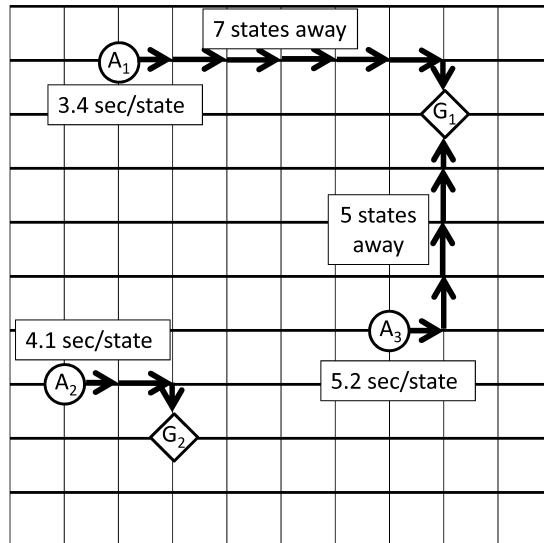 7 states away
A1
3.4 sec/state
G1
5 states
away
4.1 sec/state
A3
5.2 sec/state
A2
G2